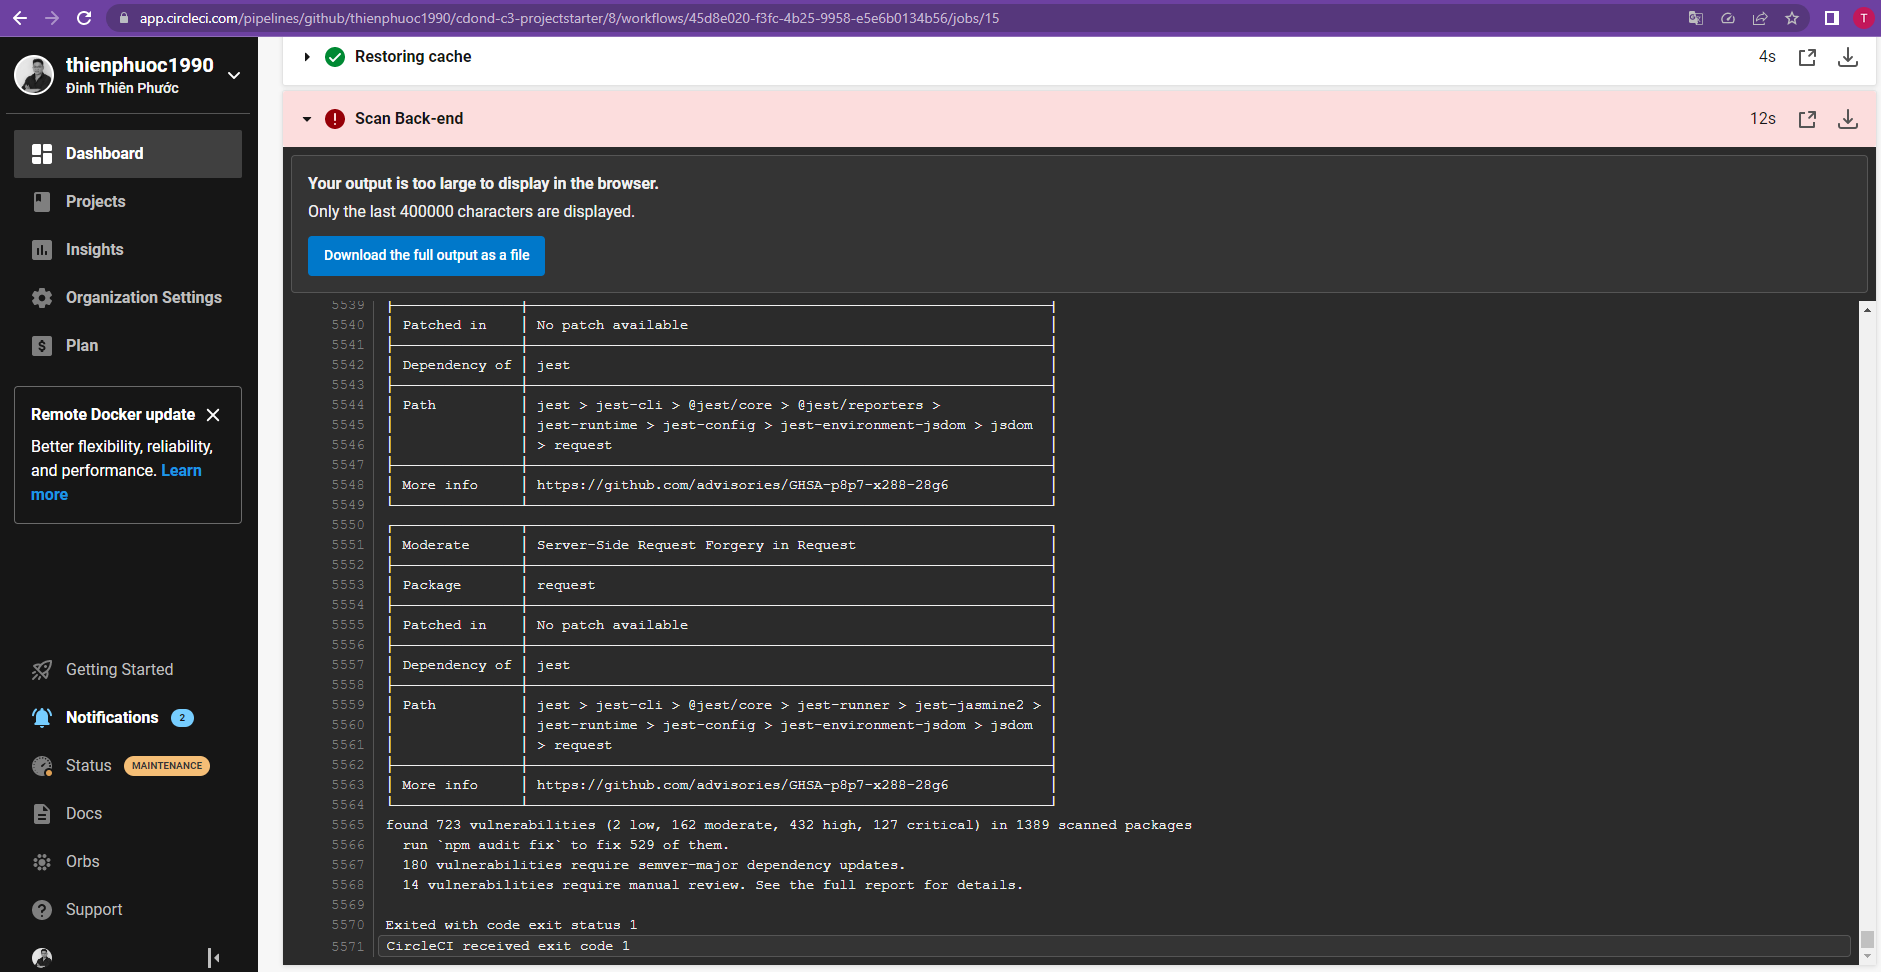 app.circleci.com/pipelines/github/thienphuoc1990/cdond-c3-projectstarter/8/workflows/45d8e020-f3fc-4b25-9958-e5e6b0134b56/jobs/15
T
thienphuoc1990
Đinh Thiên Phước
Dashboard
Projects
Insights
Organization Settings
Plan
Remote Docker update
Better flexibility, reliability,
and performance. Learn
more
Getting Started
Notifications 2
Status MAINTENANCE
Docs
Orbs
Support
Restoring cache 4s
Scan Back-end 12s
Your output is too large to display in the browser.
Only the last 400000 characters are displayed.
Download the full output as a file
5539
5540 Patched in No patch available
5541
5542 Dependency of jest
5543
5544 Path jest > jest-cli > @jest/core > @jest/reporters >
5545 jest-runtime > jest-config > jest-environment-jsdom > jsdom
5546 > request
5547
5548 More info https://github.com/advisories/GHSA-p8p7-x288-28g6
5549
5550
5551 Moderate Server-Side Request Forgery in Request
5552
5553 Package request
5554
5555 Patched in No patch available
5556
5557 Dependency of jest
5558
5559 Path jest > jest-cli > @jest/core > jest-runner > jest-jasmine2 >
5560 jest-runtime > jest-config > jest-environment-jsdom > jsdom
5561 > request
5562
5563 More info https://github.com/advisories/GHSA-p8p7-x288-28g6
5564
5565 found 723 vulnerabilities (2 low, 162 moderate, 432 high, 127 critical) in 1389 scanned packages
5566 run `npm audit fix` to fix 529 of them.
5567 180 vulnerabilities require semver-major dependency updates.
5568 14 vulnerabilities require manual review. See the full report for details.
5569
5570 Exited with code exit status 1
5571 CircleCI received exit code 1